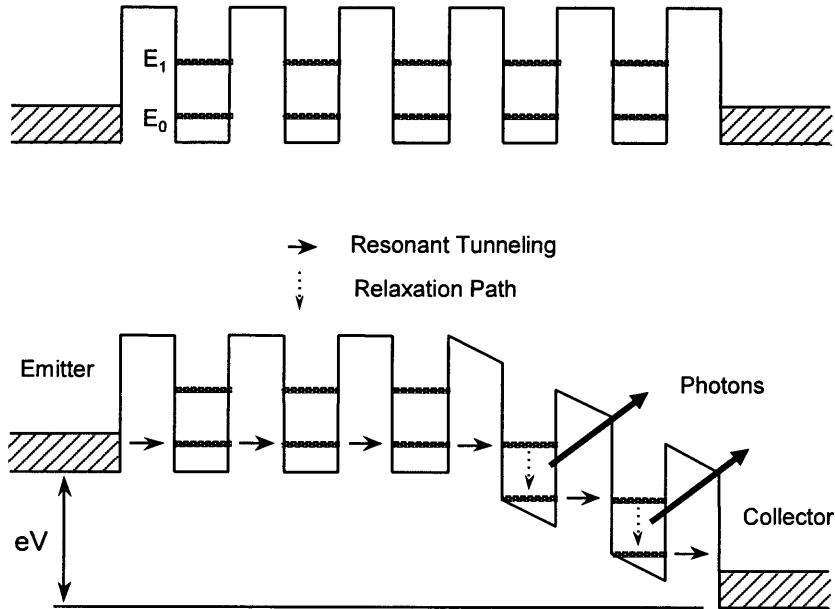 E₁
E₀
Resonant Tunneling
Relaxation Path
Emitter
Photons
Collector
eV